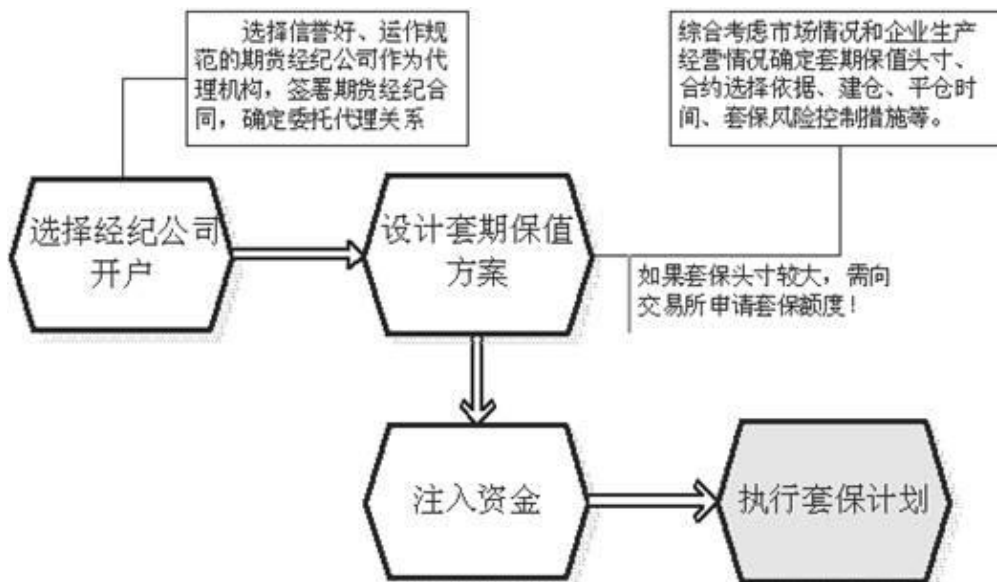 选择信誉好、运作规
范的期货经纪公司作为代
理机构，签署期货经纪合
同，确定委托代理关系
综合考虑市场情况和企业生产
经营情况确定套期保值头寸、
合约选择依据、建仓、平仓时
间、套保风险控制措施等。
选择经纪公司
开户
设计套期保值
方案
如果套保头寸较大，需向
交易所申请套保额度！
注入资金
执行套保计划